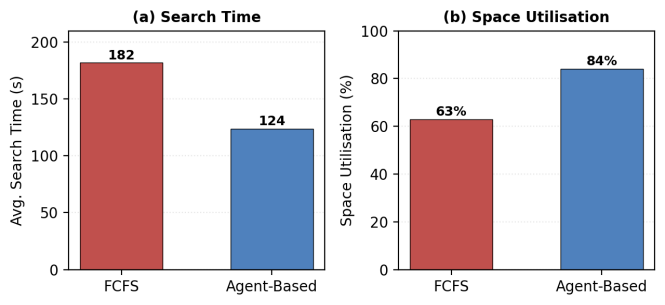 (a) Search Time
Avg. Search Time (s)
200
150
100
50
0
182
124
FCFS
Agent-Based
(b) Space Utilisation
Space Utilisation (%)
100
80
60
40
20
0
63%
84%
FCFS
Agent-Based